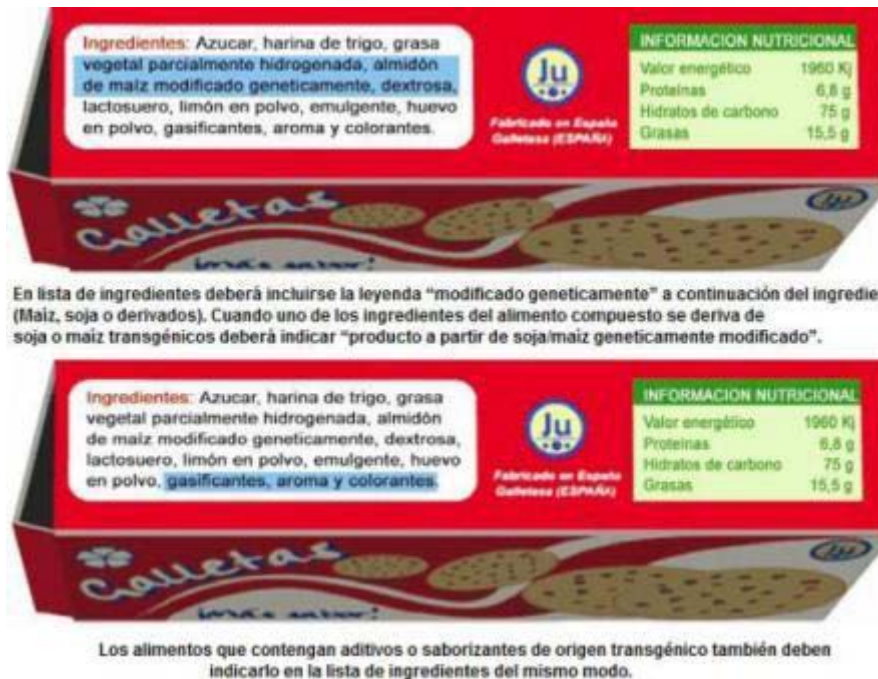 Ingredientes: Azucar, harina de trigo, grasa
vegetal parcialmente hidrogenada, almidón
de maíz modificado geneticamente, dextrosa,
lactosuero, limón en polvo, emulgente, huevo
en polvo, gasificantes, aroma y colorantes.
Ju
Fabricado en España
Galletasa (ESPAÑA)
INFORMACION NUTRICIONAL
Valor energético 1960 Kj
Proteinas 6,8 g
Hidratos de carbono 75 g
Grasas 15,5 g
Galletas
Ju
En lista de ingredientes deberá incluirse la leyenda “modificado geneticamente” a continuación del ingredie
(Maíz, soja o derivados). Cuando uno de los ingredientes del alimento compuesto se deriva de
soja o maíz transgénicos deberá indicar “producto a partir de soja/maíz geneticamente modificado”.
Ingredientes: Azucar, harina de trigo, grasa
vegetal parcialmente hidrogenada, almidón
de maíz modificado geneticamente, dextrosa,
lactosuero, limón en polvo, emulgente, huevo
en polvo, gasificantes, aroma y colorantes.
Ju
Fabricado en España
Galletasa (ESPAÑA)
INFORMACION NUTRICIONAL
Valor energético 1960 Kj
Proteinas 6,8 g
Hidratos de carbono 75 g
Grasas 15,5 g
Galletas
Ju
Los alimentos que contengan aditivos o saborizantes de origen transgénico también deben
indicarlo en la lista de ingredientes del mismo modo.